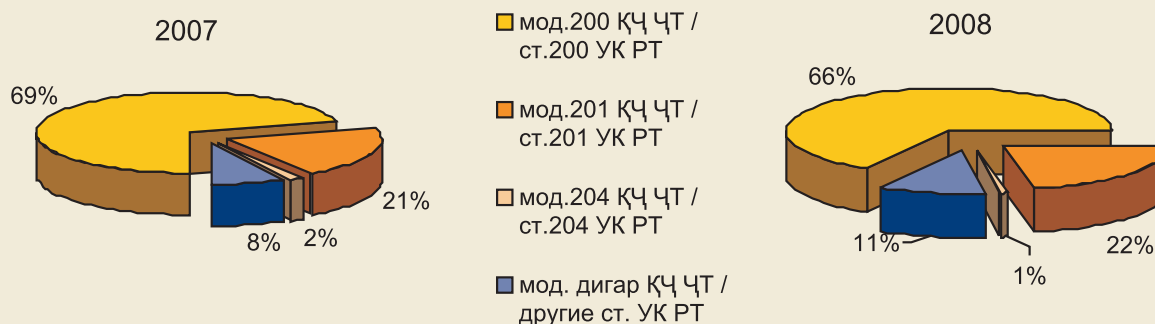 2007
69%
21%
2%
8%
мод.200 ҚҶ ҶТ /
ст.200 УК РТ
мод.201 ҚҶ ҶТ /
ст.201 УК РТ
мод.204 ҚҶ ҶТ /
ст.204 УК РТ
мод. дигар ҚҶ ҶТ /
другие ст. УК РТ
2008
66%
11%
1%
22%